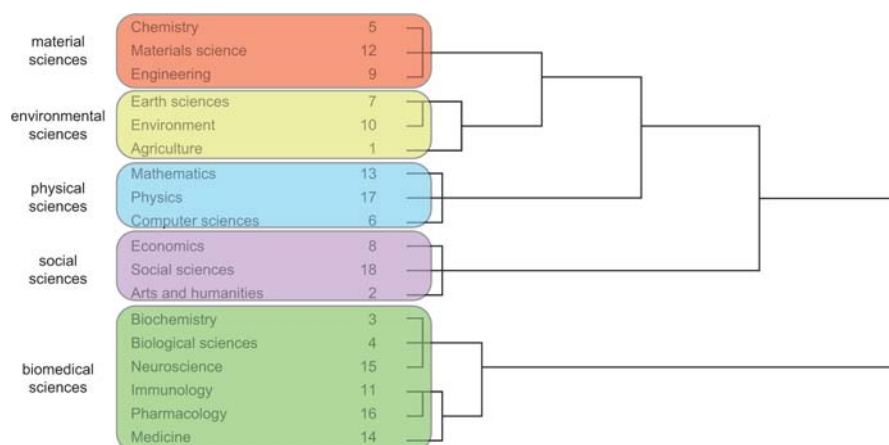 material
sciences
Chemistry 5
Materials science 12
Engineering 9
environmental
sciences
Earth sciences 7
Environment 10
Agriculture 1
physical
sciences
Mathematics 13
Physics 17
Computer sciences 6
social
sciences
Economics 8
Social sciences 18
Arts and humanities 2
biomedical
sciences
Biochemistry 3
Biological sciences 4
Neuroscience 15
Immunology 11
Pharmacology 16
Medicine 14